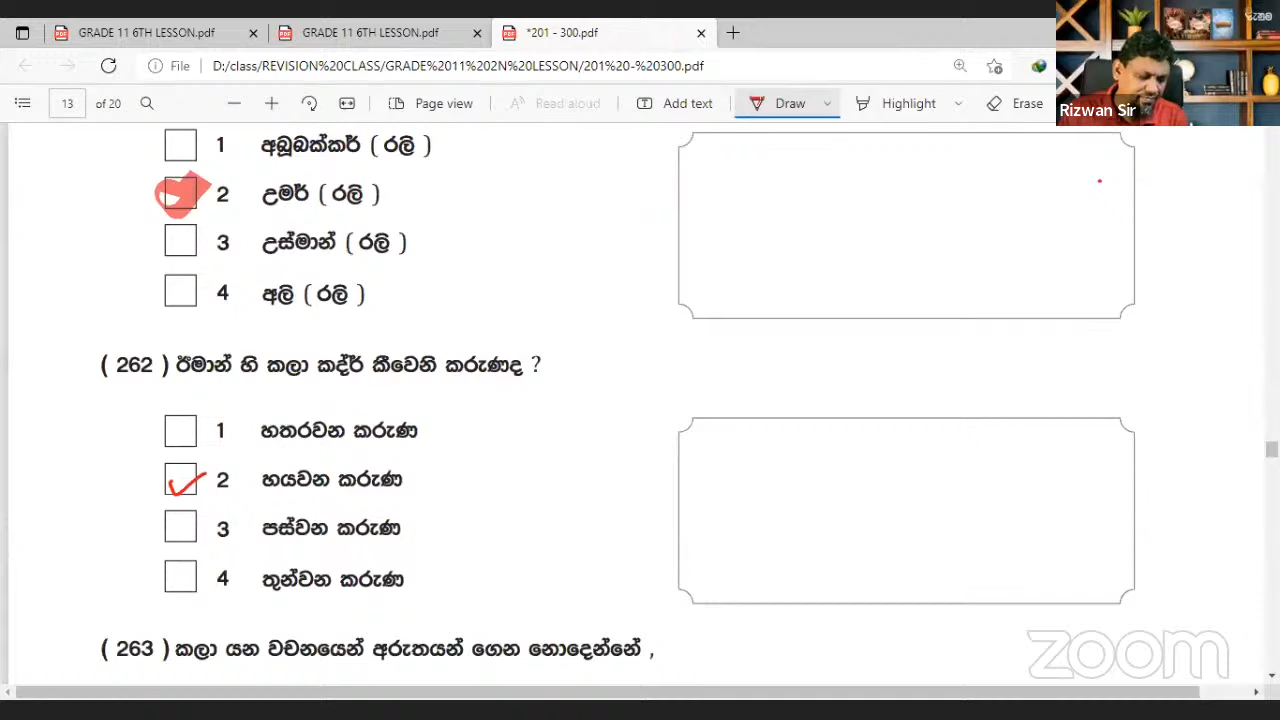 GRADE 11 6TH LESSON.pdf
GRADE 11 6TH LESSON.pdf
*201 - 300.pdf
File
D:/class/REVISION%20CLASS/GRADE%2011%202N%20LESSON/201%20-%20300.pdf
13 of 20
Page view
Read aloud
Add text
Draw
Highlight
Erase
Rizwan Sir
1 අබූබක්කර් ( රලි )
2 උමර් ( රලි )
3 උස්මාන් ( රලි )
4 අලි ( රලි )
( 262 ) ඊමාන් හි කලා කද්ර් කීවෙනි කරුණද ?
1 හතරවන කරුණ
2 හයවන කරුණ
3 පස්වන කරුණ
4 තුන්වන කරුණ
( 263 ) කලා යන වචනයෙන් අරුතයන් ගෙන නොදෙන්නේ ,
zoom